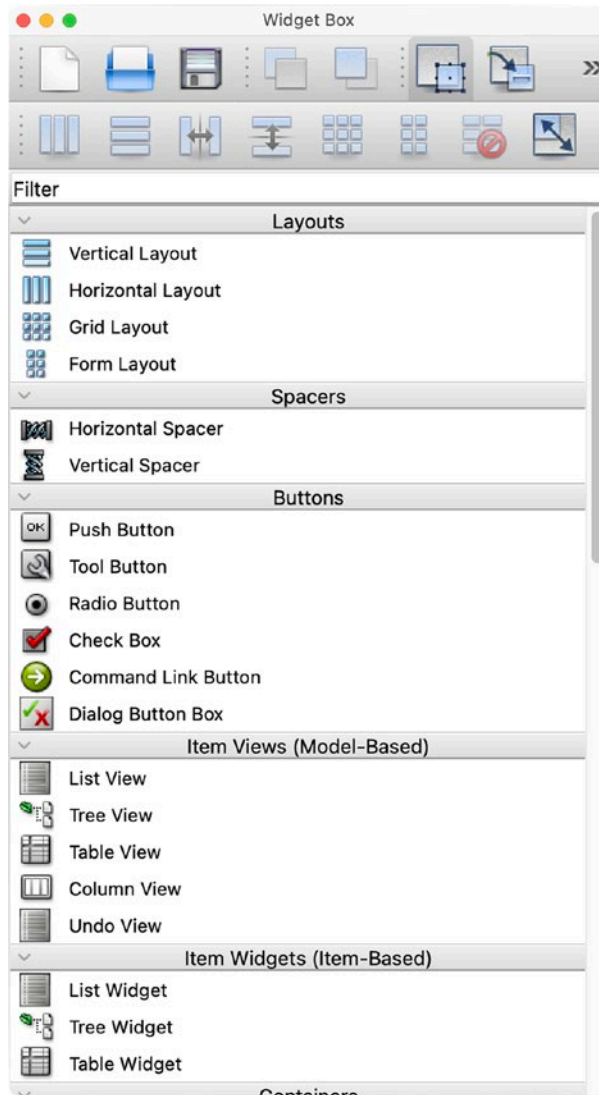 Widget Box
»
Filter
Layouts
Vertical Layout
Horizontal Layout
Grid Layout
Form Layout
Spacers
Horizontal Spacer
Vertical Spacer
Buttons
OK Push Button
Tool Button
Radio Button
Check Box
Command Link Button
Dialog Button Box
Item Views (Model-Based)
List View
Tree View
Table View
Column View
Undo View
Item Widgets (Item-Based)
List Widget
Tree Widget
Table Widget
Containers